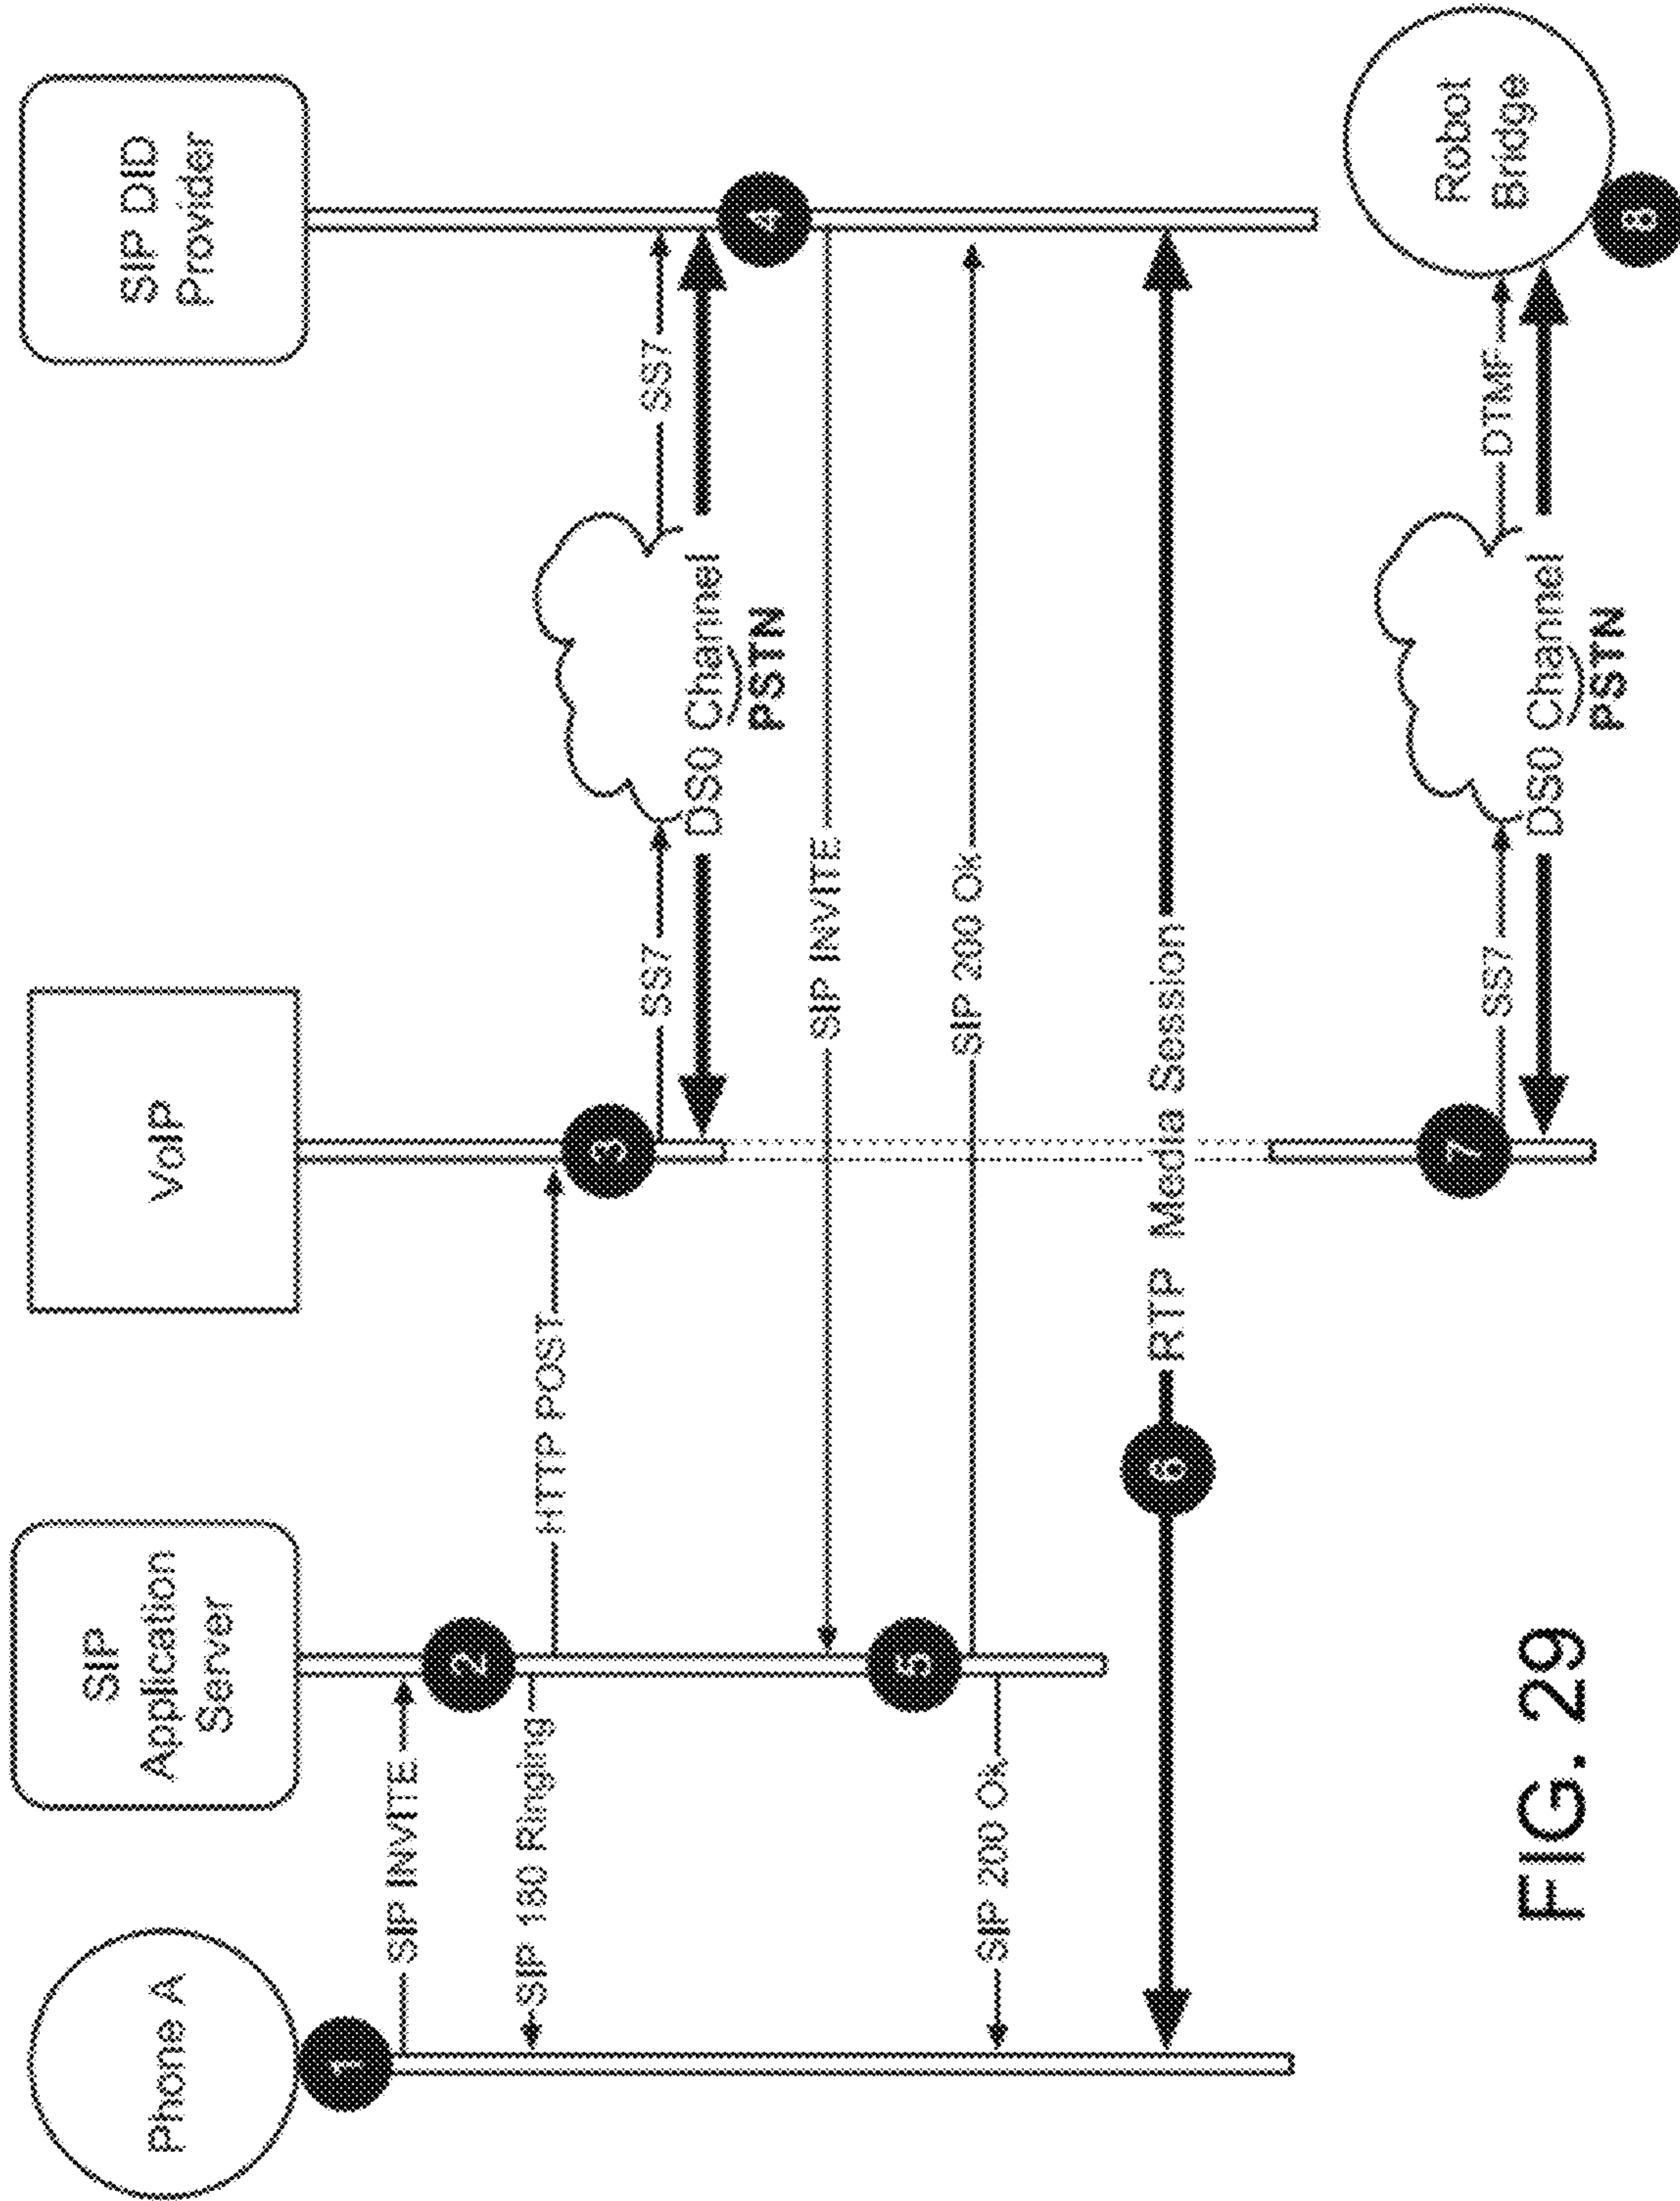 Phone A
SIP
Application
Server
VoIP
SIP DID
Provider
1
SIP INVITE
2
SIP 180 Ringing
HTTP POST
3
SS7
SS7
DS0 Channel
PSTN
4
SIP INVITE
5
SIP 200 Ok
SIP 200 Ok
6
RTP Media Session
7
SS7
DTMF
DS0 Channel
PSTN
Robot
Bridge
8
FIG. 29